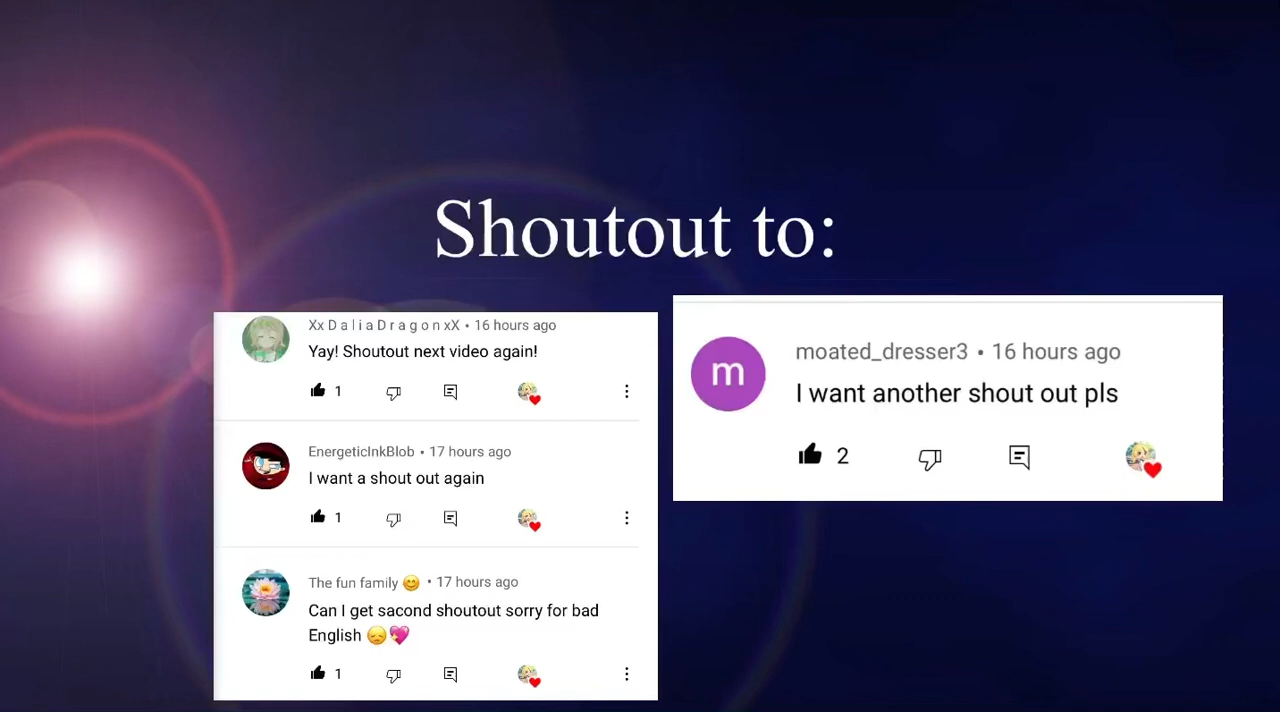 Shoutout to:
Xx D a l i a D r a g o n xX • 16 hours ago
Yay! Shoutout next video again!
1
EnergeticInkBlob • 17 hours ago
I want a shout out again
1
The fun family 😊 • 17 hours ago
Can I get sacond shoutout sorry for bad
English 😞💖
1
m
moated_dresser3 • 16 hours ago
I want another shout out pls
2